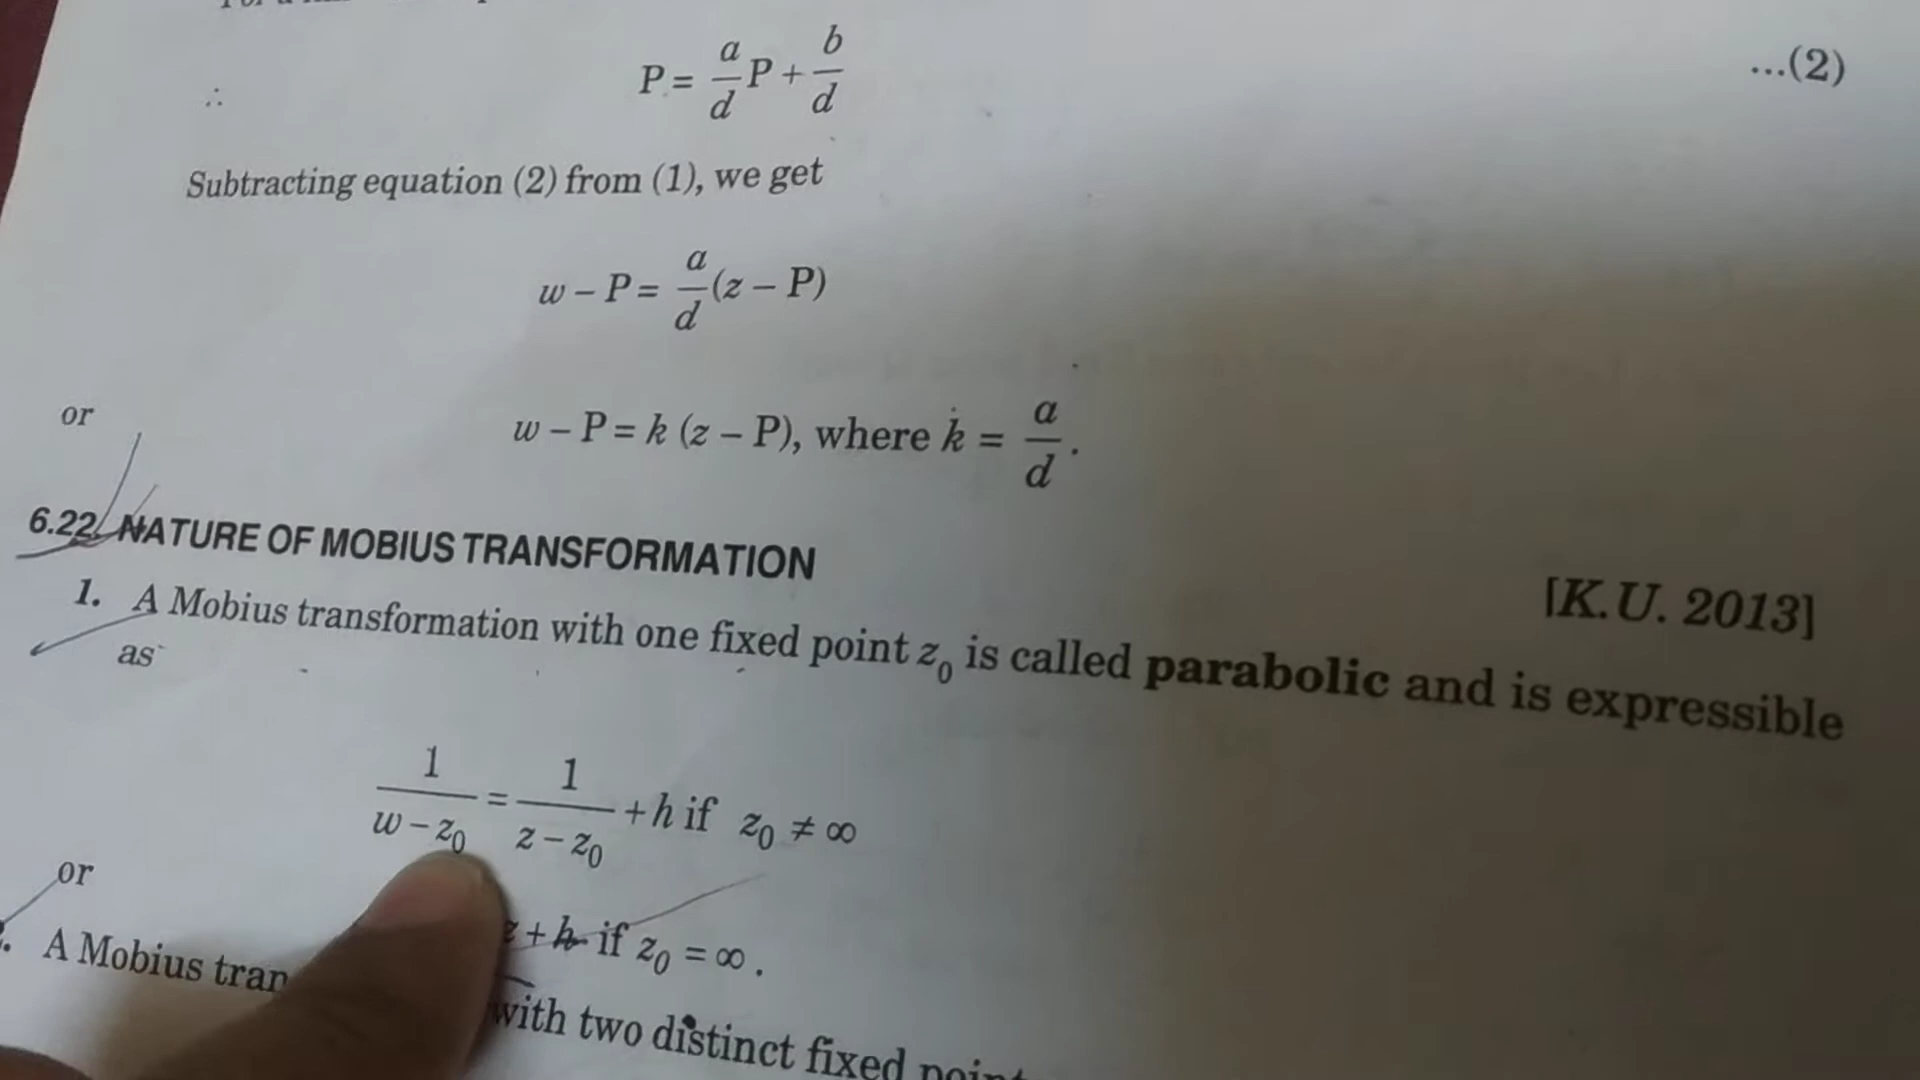 ∴ P = a/d P + b/d ...(2)
Subtracting equation (2) from (1), we get
w – P = a/d (z – P)
or w – P = k (z – P), where k = a/d .
6.22. NATURE OF MOBIUS TRANSFORMATION
[K.U. 2013]
1. A Mobius transformation with one fixed point z₀ is called parabolic and is expressible
as
1/(w – z₀) = 1/(z – z₀) + h if z₀ ≠ ∞
or z + h if z₀ = ∞ .
. A Mobius with two distinct fixed